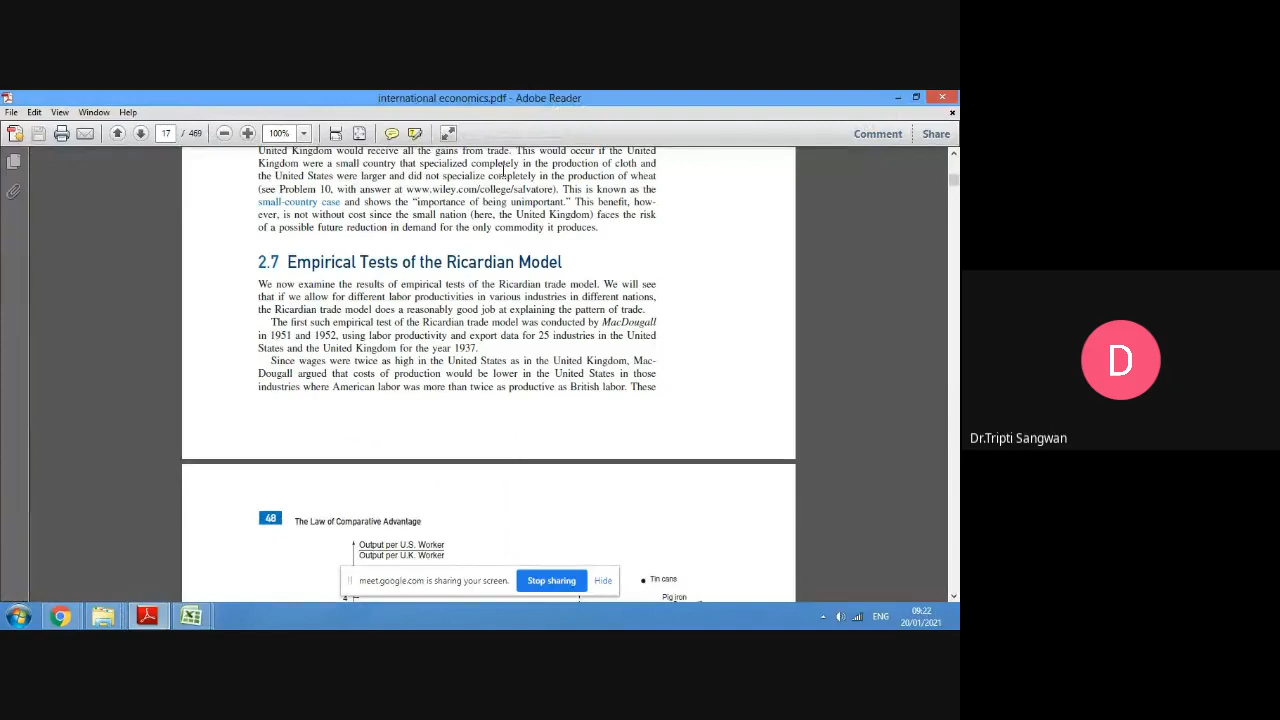 international economics.pdf - Adobe Reader
File Edit View Window Help
17 / 469 100% Comment Share
United Kingdom would receive all the gains from trade. This would occur if the United
Kingdom were a small country that specialized completely in the production of cloth and
the United States were larger and did not specialize completely in the production of wheat
(see Problem 10, with answer at www.wiley.com/college/salvatore). This is known as the
small-country case and shows the “importance of being unimportant.” This benefit, how-
ever, is not without cost since the small nation (here, the United Kingdom) faces the risk
of a possible future reduction in demand for the only commodity it produces.
2.7 Empirical Tests of the Ricardian Model
We now examine the results of empirical tests of the Ricardian trade model. We will see
that if we allow for different labor productivities in various industries in different nations,
the Ricardian trade model does a reasonably good job at explaining the pattern of trade.
The first such empirical test of the Ricardian trade model was conducted by MacDougall
in 1951 and 1952, using labor productivity and export data for 25 industries in the United
States and the United Kingdom for the year 1937.
Since wages were twice as high in the United States as in the United Kingdom, Mac-
Dougall argued that costs of production would be lower in the United States in those
industries where American labor was more than twice as productive as British labor. These
48 The Law of Comparative Advantage
Output per U.S. Worker
Output per U.K. Worker
meet.google.com is sharing your screen. Stop sharing Hide
Tin cans
4
Pig iron
ENG
09:22
20/01/2021
D
Dr.Tripti Sangwan